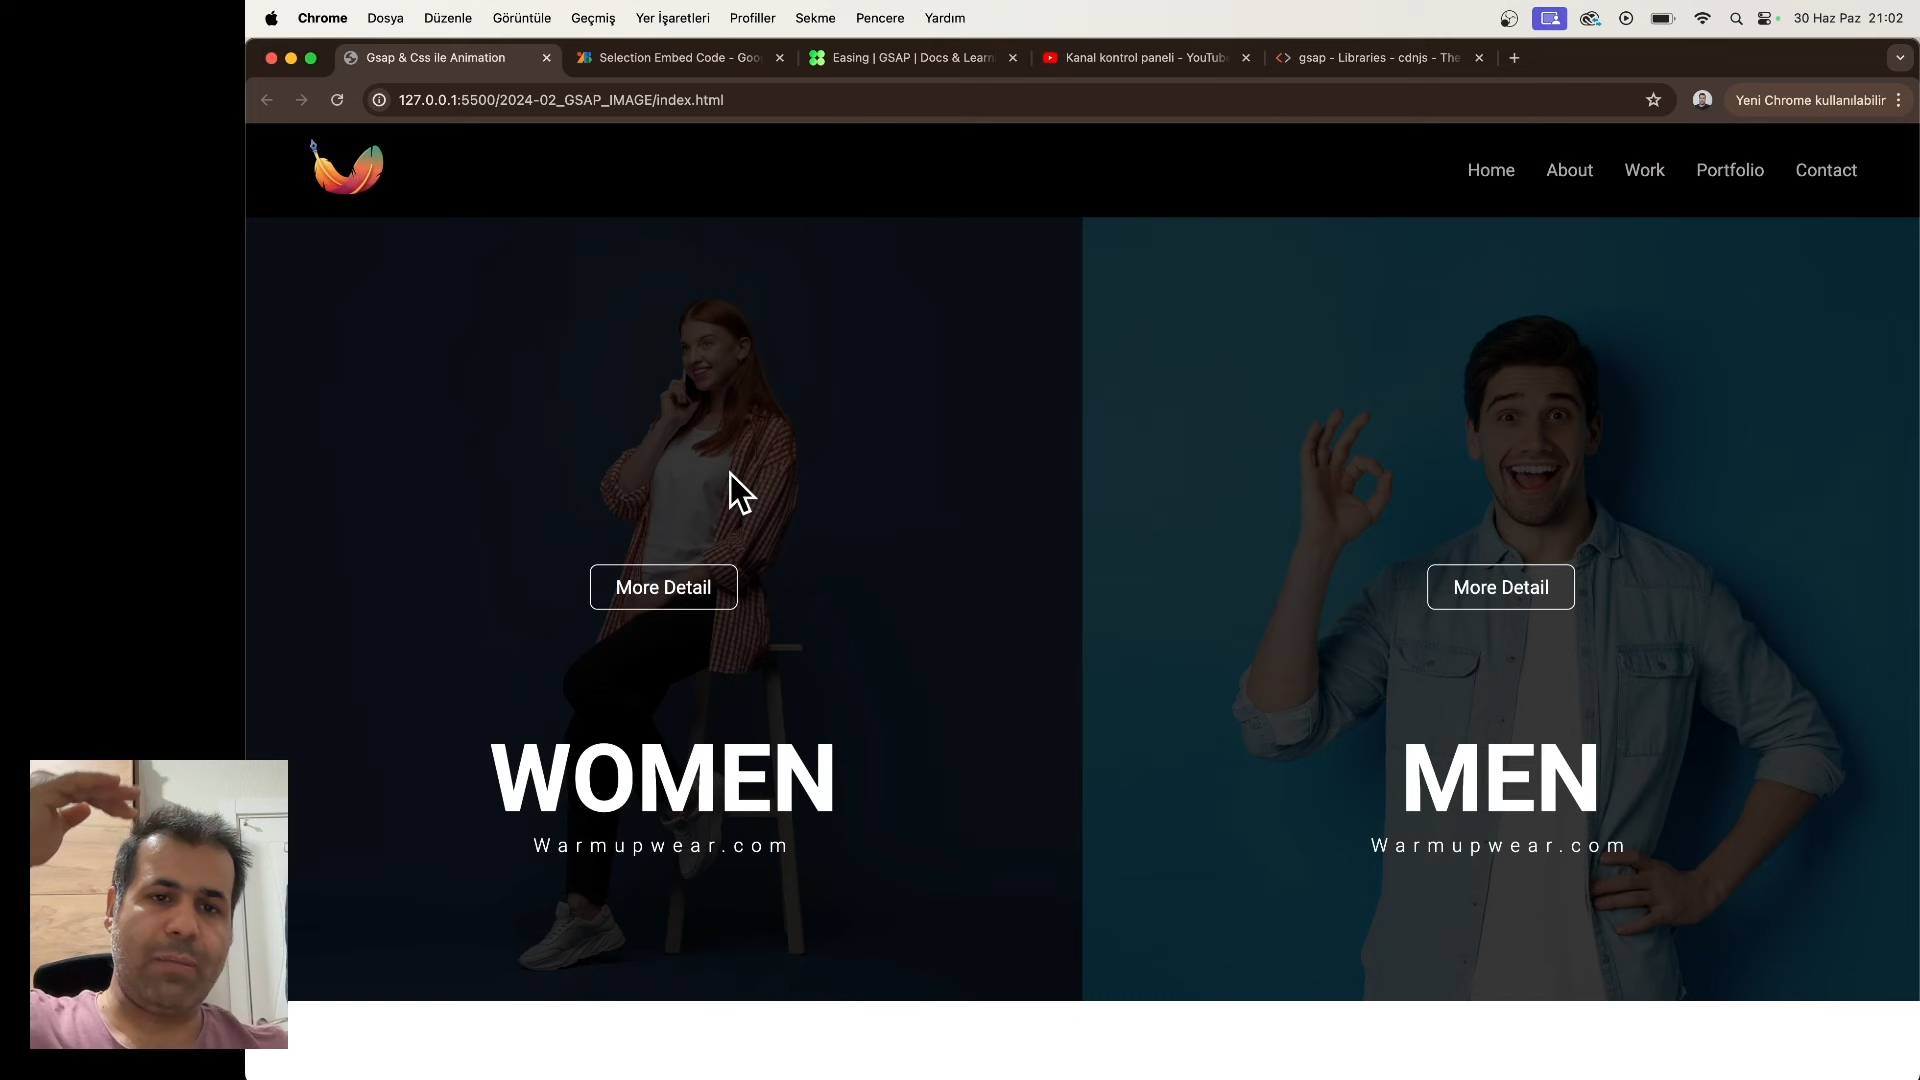 Chrome Dosya Düzenle Görüntüle Geçmiş Yer İşaretleri Profiller Sekme Pencere Yardım 30 Haz Paz 21:02
Gsap & Css ile Animation Selection Embed Code - Goo Easing | GSAP | Docs & Learn Kanal kontrol paneli - YouTube gsap - Libraries - cdnjs - The
127.0.0.1:5500/2024-02_GSAP_IMAGE/index.html Yeni Chrome kullanılabilir
Home About Work Portfolio Contact
More Detail
WOMEN
Warmupwear.com
More Detail
MEN
Warmupwear.com